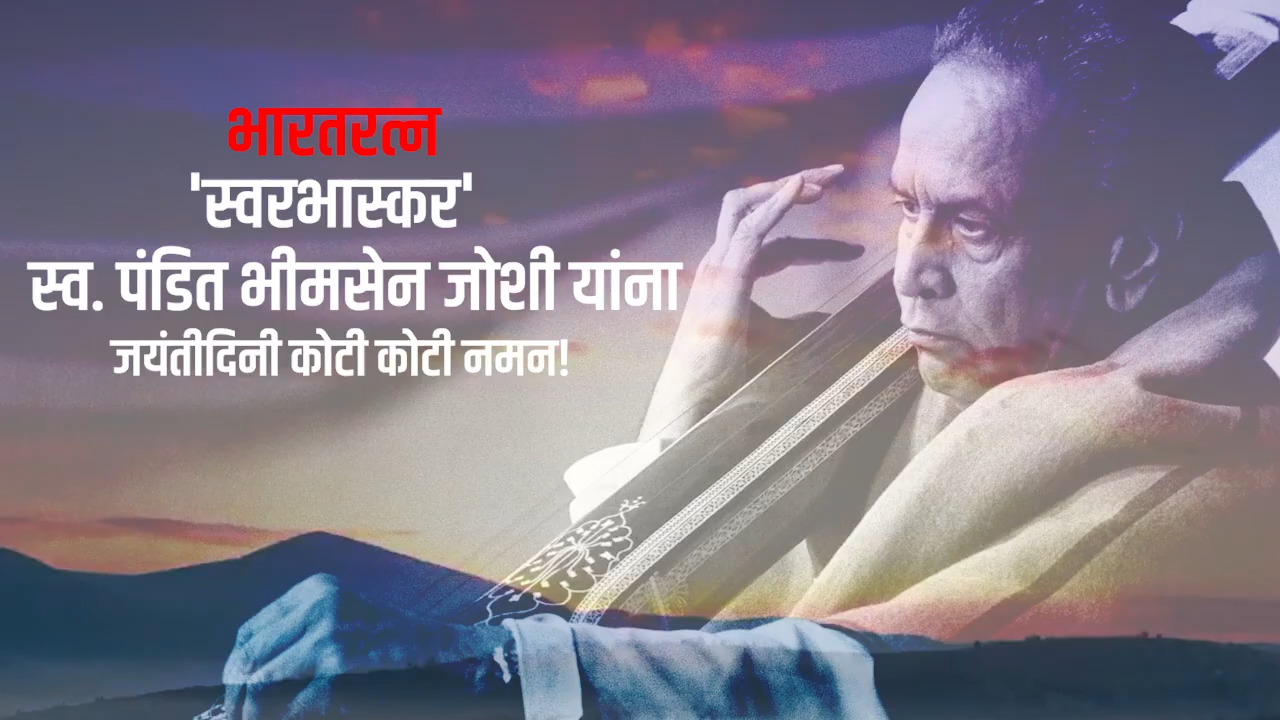 भारतरत्न
'स्वरभास्कर'
स्व. पंडित भीमसेन जोशी यांना
जयंतीदिनी कोटी कोटी नमन!